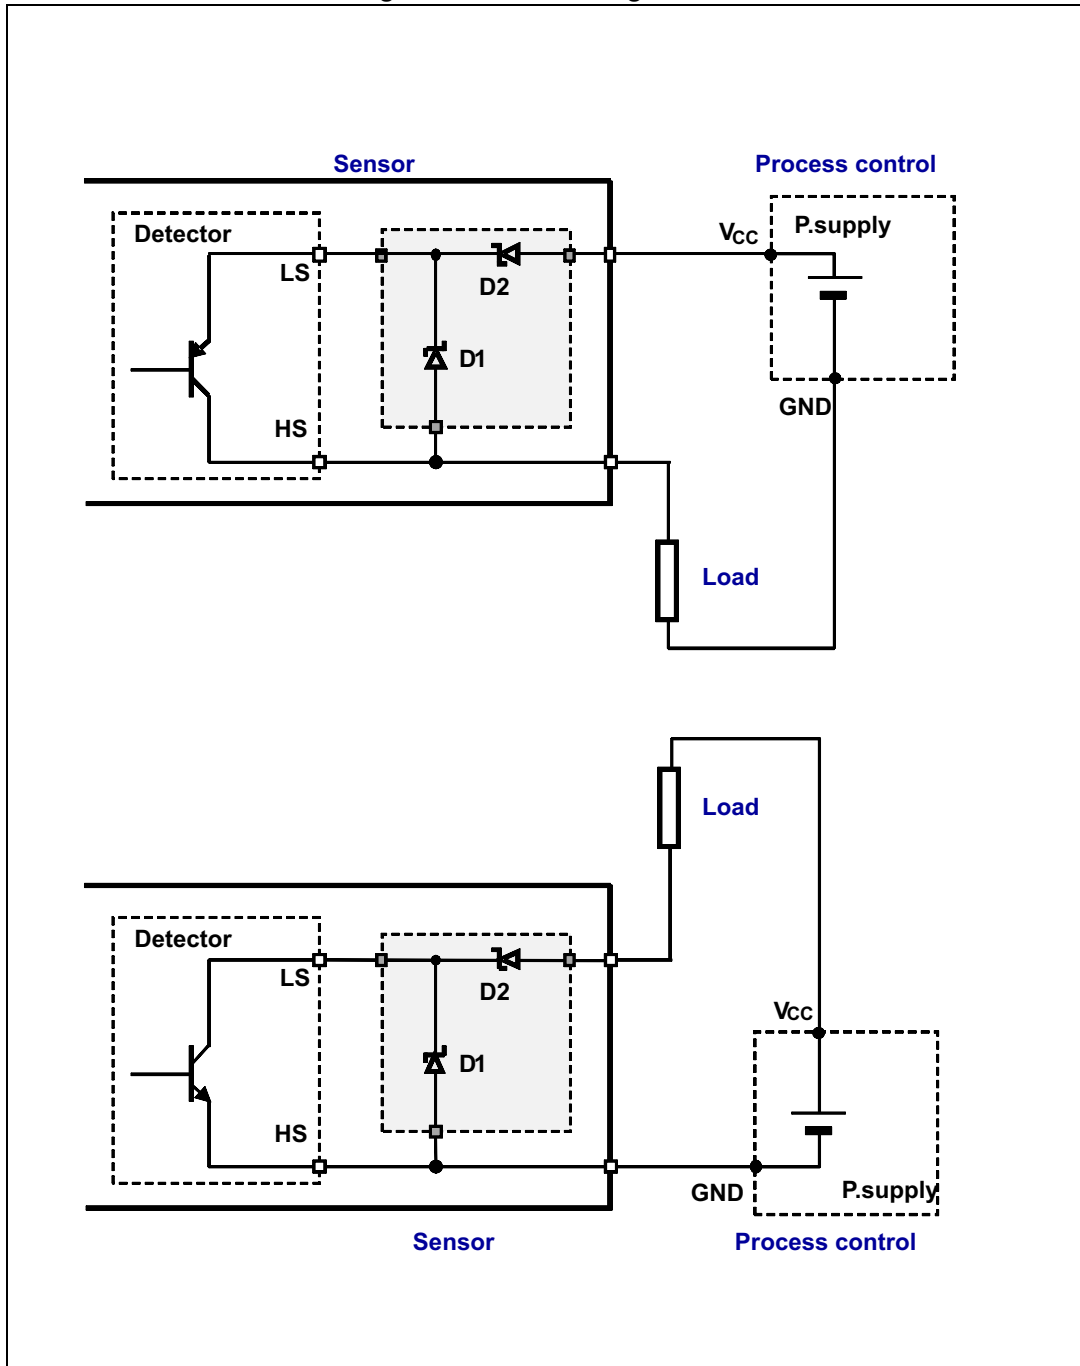 Sensor
Process control
Detector
LS
HS
D2
D1
VCC
P.supply
GND
Load
Load
Detector
LS
HS
D2
D1
VCC
GND
P.supply
Sensor
Process control